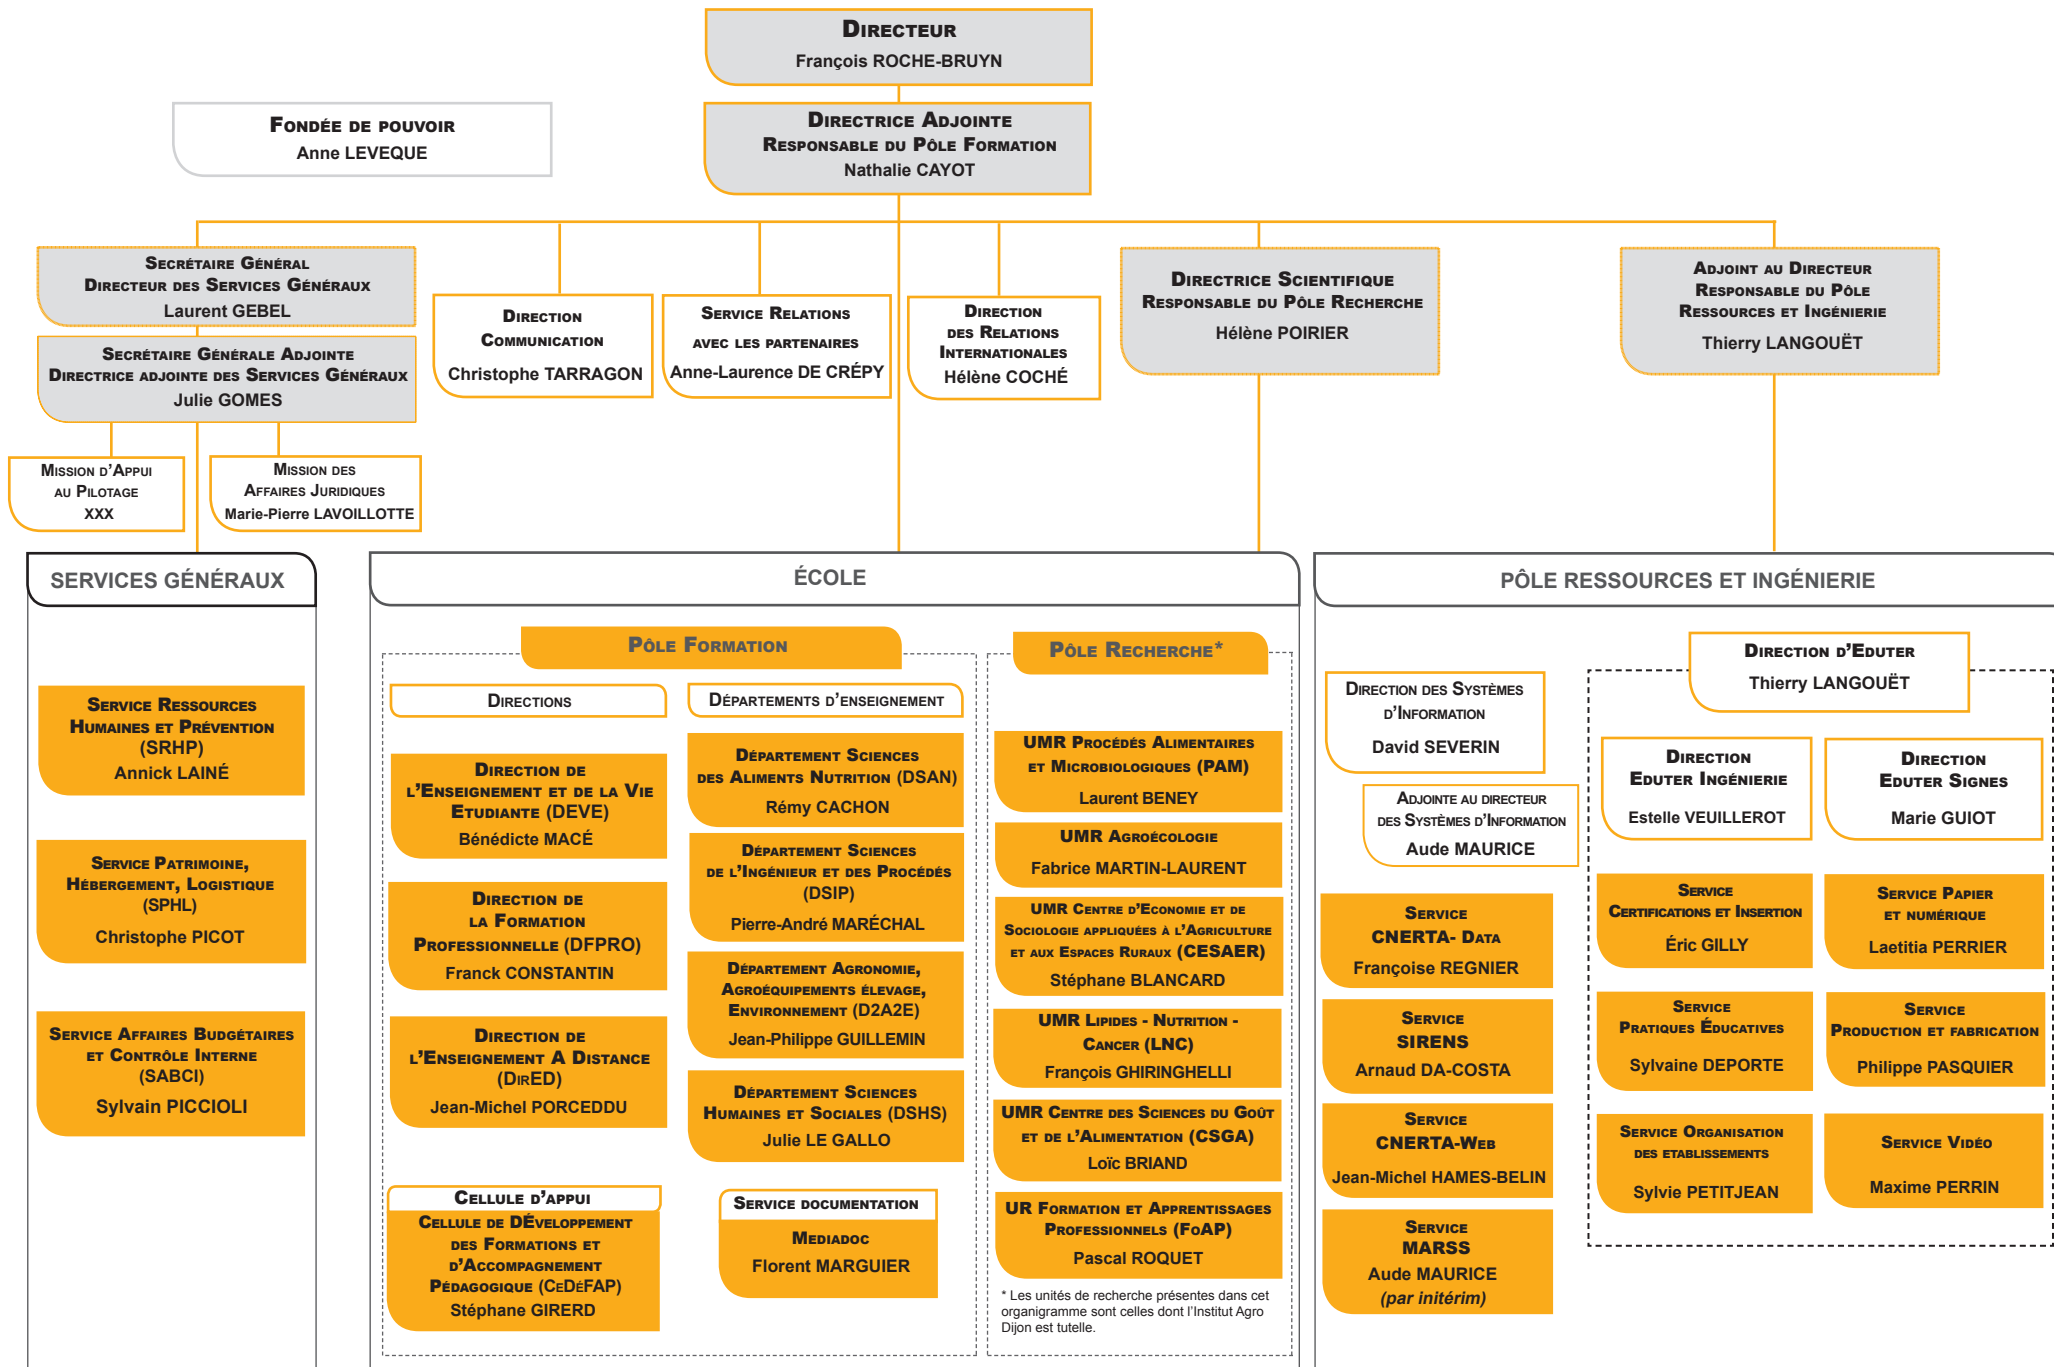 Directeur
François ROCHE-BRUYN
Fondée de pouvoir
Anne LEVEQUE
Directrice Adjointe
Responsable du Pôle Formation
Nathalie CAYOT
Secrétaire Général
Directeur des Services Généraux
Laurent GEBEL
Secrétaire Générale Adjointe
Directrice adjointe des Services Généraux
Julie GOMES
Mission d'Appui
au Pilotage
XXX
Mission des
Affaires Juridiques
Marie-Pierre LAVOILLOTTE
Direction
Communication
Christophe TARRAGON
Service Relations
avec les partenaires
Anne-Laurence DE CRÉPY
Direction
des Relations
Internationales
Hélène COCHÉ
Directrice Scientifique
Responsable du Pôle Recherche
Hélène POIRIER
Adjoint au Directeur
Responsable du Pôle
Ressources et Ingénierie
Thierry LANGOUËT
SERVICES GÉNÉRAUX
Service Ressources
Humaines et Prévention
(SRHP)
Annick LAINÉ
Service Patrimoine,
Hébergement, Logistique
(SPHL)
Christophe PICOT
Service Affaires Budgétaires
et Contrôle Interne
(SABCI)
Sylvain PICCIOLI
ÉCOLE
Pôle Formation
Directions
Direction de
l'Enseignement et de la Vie
Etudiante (DEVE)
Bénédicte MACÉ
Direction de
la Formation
Professionnelle (DFPRO)
Franck CONSTANTIN
Direction de
l'Enseignement A Distance
(DirED)
Jean-Michel PORCEDDU
Cellule d'appui
Cellule de DÉveloppement
des Formations et
d'Accompagnement
Pédagogique (CeDéFAP)
Stéphane GIRERD
Départements d'enseignement
Département Sciences
des Aliments Nutrition (DSAN)
Rémy CACHON
Département Sciences
de l'Ingénieur et des Procédés
(DSIP)
Pierre-André MARÉCHAL
Département Agronomie,
Agroéquipements élevage,
Environnement (D2A2E)
Jean-Philippe GUILLEMIN
Département Sciences
Humaines et Sociales (DSHS)
Julie LE GALLO
Service documentation
Mediadoc
Florent MARGUIER
Pôle Recherche*
UMR Procédés Alimentaires
et Microbiologiques (PAM)
Laurent BENEY
UMR Agroécologie
Fabrice MARTIN-LAURENT
UMR Centre d'Economie et de
Sociologie appliquées à l'Agriculture
et aux Espaces Ruraux (CESAER)
Stéphane BLANCARD
UMR Lipides - Nutrition -
Cancer (LNC)
François GHIRINGHELLI
UMR Centre des Sciences du Goût
et de l'Alimentation (CSGA)
Loïc BRIAND
UR Formation et Apprentissages
Professionnels (FoAP)
Pascal ROQUET
* Les unités de recherche présentes dans cet
organigramme sont celles dont l'Institut Agro
Dijon est tutelle.
PÔLE RESSOURCES ET INGÉNIERIE
Direction des Systèmes
d'Information
David SEVERIN
Adjointe au directeur
des Systèmes d'Information
Aude MAURICE
Service
CNERTA- Data
Françoise REGNIER
Service
SIRENS
Arnaud DA-COSTA
Service
CNERTA-Web
Jean-Michel HAMES-BELIN
Service
MARSS
Aude MAURICE
(par initérim)
Direction d'Eduter
Thierry LANGOUËT
Direction
Eduter Ingénierie
Estelle VEUILLEROT
Service
Certifications et Insertion
Éric GILLY
Service
Pratiques Éducatives
Sylvaine DEPORTE
Service Organisation
des etablissements
Sylvie PETITJEAN
Direction
Eduter Signes
Marie GUIOT
Service Papier
et numérique
Laetitia PERRIER
Service
Production et fabrication
Philippe PASQUIER
Service Vidéo
Maxime PERRIN